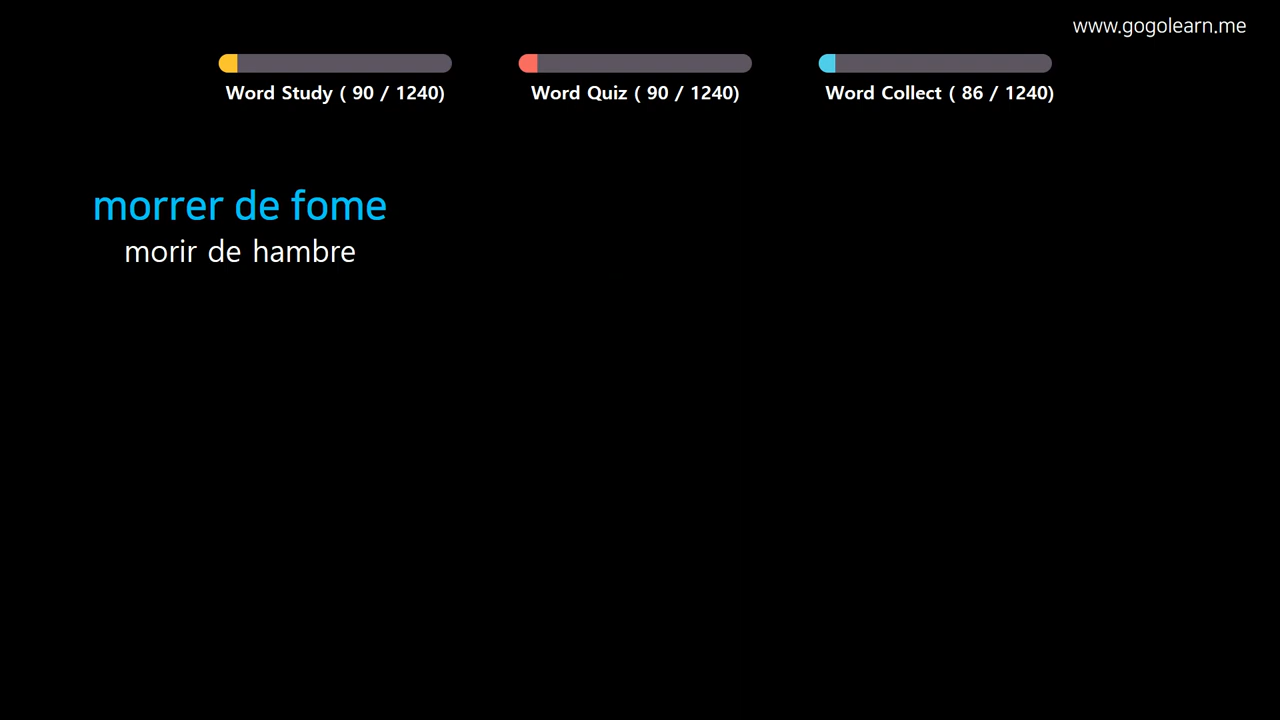 www.gogolearn.me
Word Study ( 90 / 1240)
Word Quiz ( 90 / 1240)
Word Collect ( 86 / 1240)
morrer de fome
morir de hambre